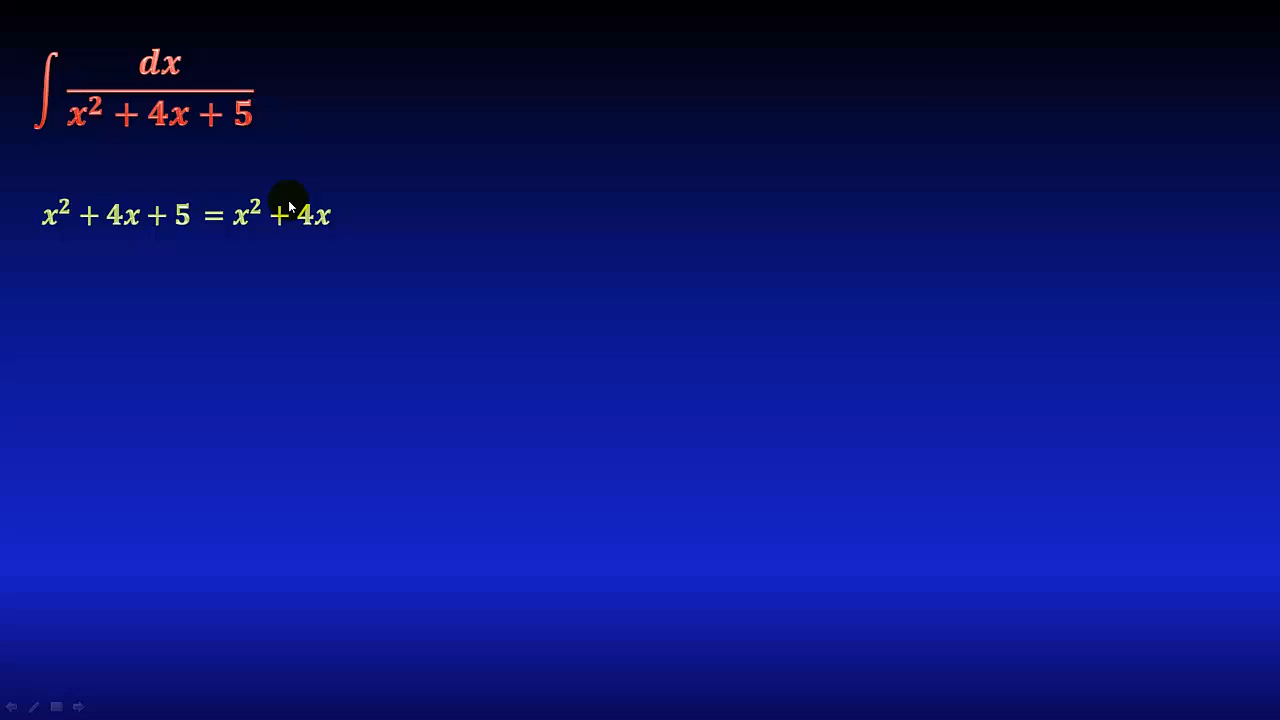 ∫ dx / (x² + 4x + 5)
x² + 4x + 5 = x² + 4x